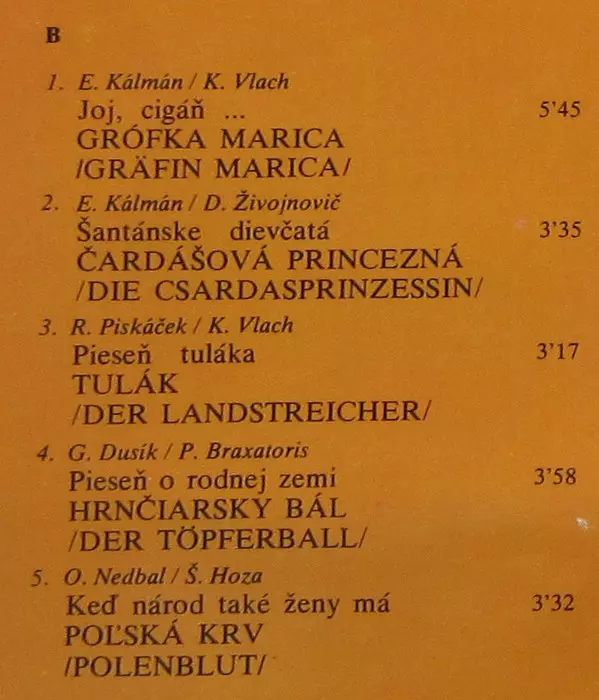 B
1. E. Kálmán / K. Vlach
Joj, cigáň ... 5'45
GRÓFKA MARICA
/GRÄFIN MARICA/
2. E. Kálmán / D. Živojnovič
Šantánske dievčatá 3'35
ČARDÁŠOVÁ PRINCEZNÁ
/DIE CSARDASPRINZESSIN/
3. R. Piskáček / K. Vlach
Pieseň tuláka 3'17
TULÁK
/DER LANDSTREICHER/
4. G. Dusík / P. Braxatoris
Pieseň o rodnej zemi 3'58
HRNČIARSKY BÁL
/DER TÖPFERBALL/
5. O. Nedbal / Š. Hoza
Keď národ také ženy má 3'32
POĽSKÁ KRV
/POLENBLUT/